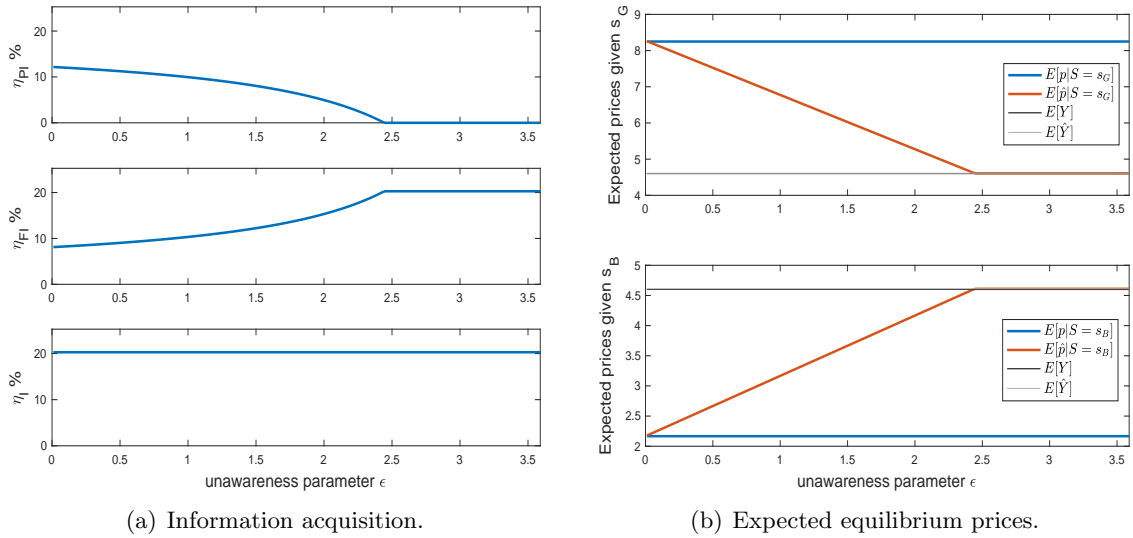 20
10
0
η_PI %
0 0.5 1 1.5 2 2.5 3 3.5
20
10
0
η_FI %
0 0.5 1 1.5 2 2.5 3 3.5
20
10
0
η_I %
0 0.5 1 1.5 2 2.5 3 3.5
unawareness parameter ϵ
(a) Information acquisition.
Expected prices given s_G
9
8
7
6
5
4
E[p|S = s_G]
E[p̂|S = s_G]
E[Y]
E[Ŷ]
0 0.5 1 1.5 2 2.5 3 3.5
Expected prices given s_B
5
4.5
4
3.5
3
2.5
2
E[p|S = s_B]
E[p̂|S = s_B]
E[Y]
E[Ŷ]
0 0.5 1 1.5 2 2.5 3 3.5
unawareness parameter ϵ
(b) Expected equilibrium prices.